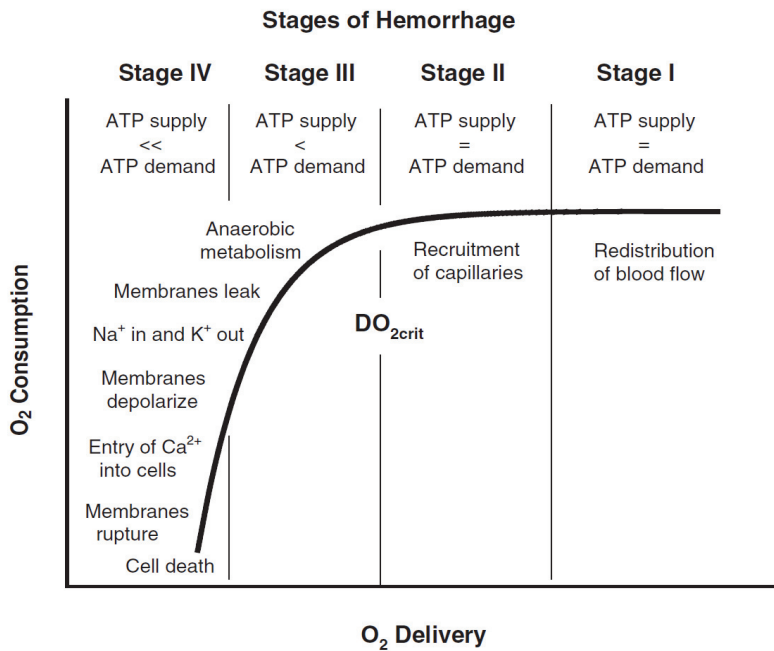 Stages of Hemorrhage
Stage IV
Stage III
Stage II
Stage I
ATP supply
<<
ATP demand
ATP supply
<
ATP demand
ATP supply
=
ATP demand
ATP supply
=
ATP demand
Anaerobic
metabolism
Membranes leak
Na⁺ in and K⁺ out
Membranes
depolarize
Entry of Ca²⁺
into cells
Membranes
rupture
Cell death
Recruitment
of capillaries
Redistribution
of blood flow
DO₂crit
O₂ Consumption
O₂ Delivery